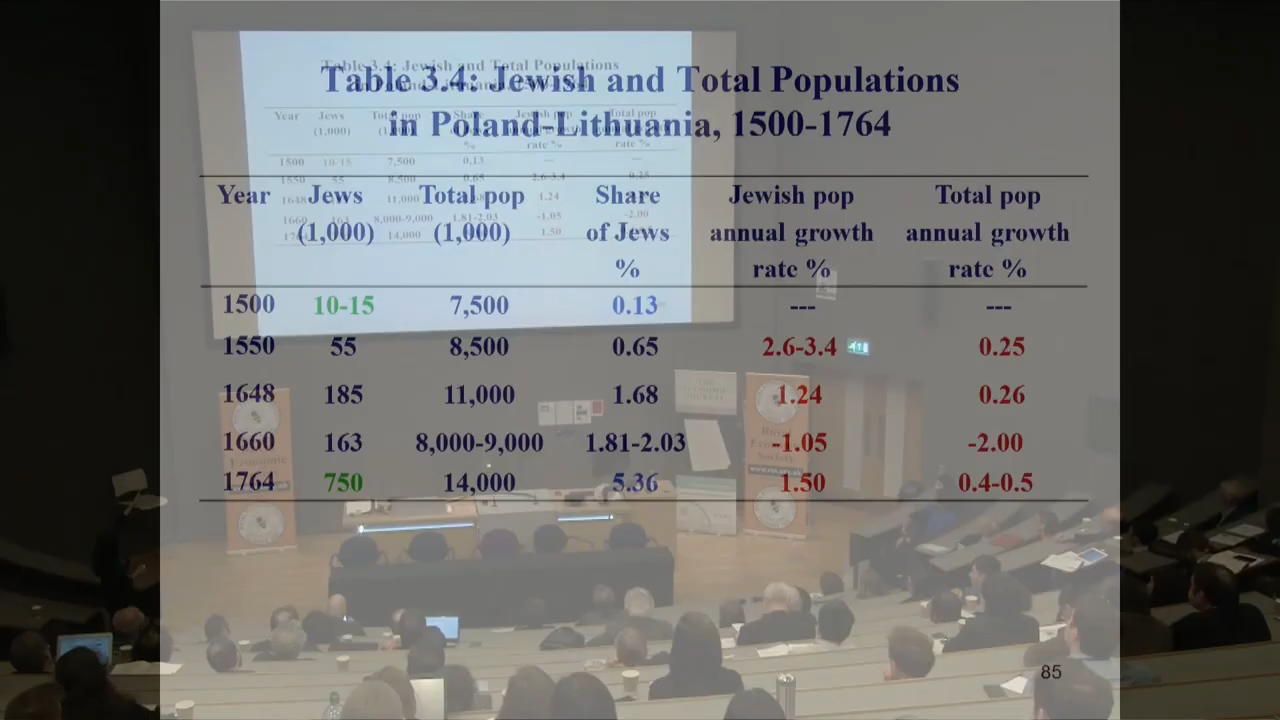 Table 3.4: Jewish and Total Populations
in Poland-Lithuania, 1500-1764
Year Jews Total pop Share Jewish pop Total pop
(1,000) (1,000) of Jews annual growth annual growth
% rate % rate %
1500 10-15 7,500 0.13 --- ---
1550 55 8,500 0.65 2.6-3.4 0.25
1648 185 11,000 1.68 1.24 0.26
1660 163 8,000-9,000 1.81-2.03 -1.05 -2.00
1764 750 14,000 5.36 1.50 0.4-0.5
85